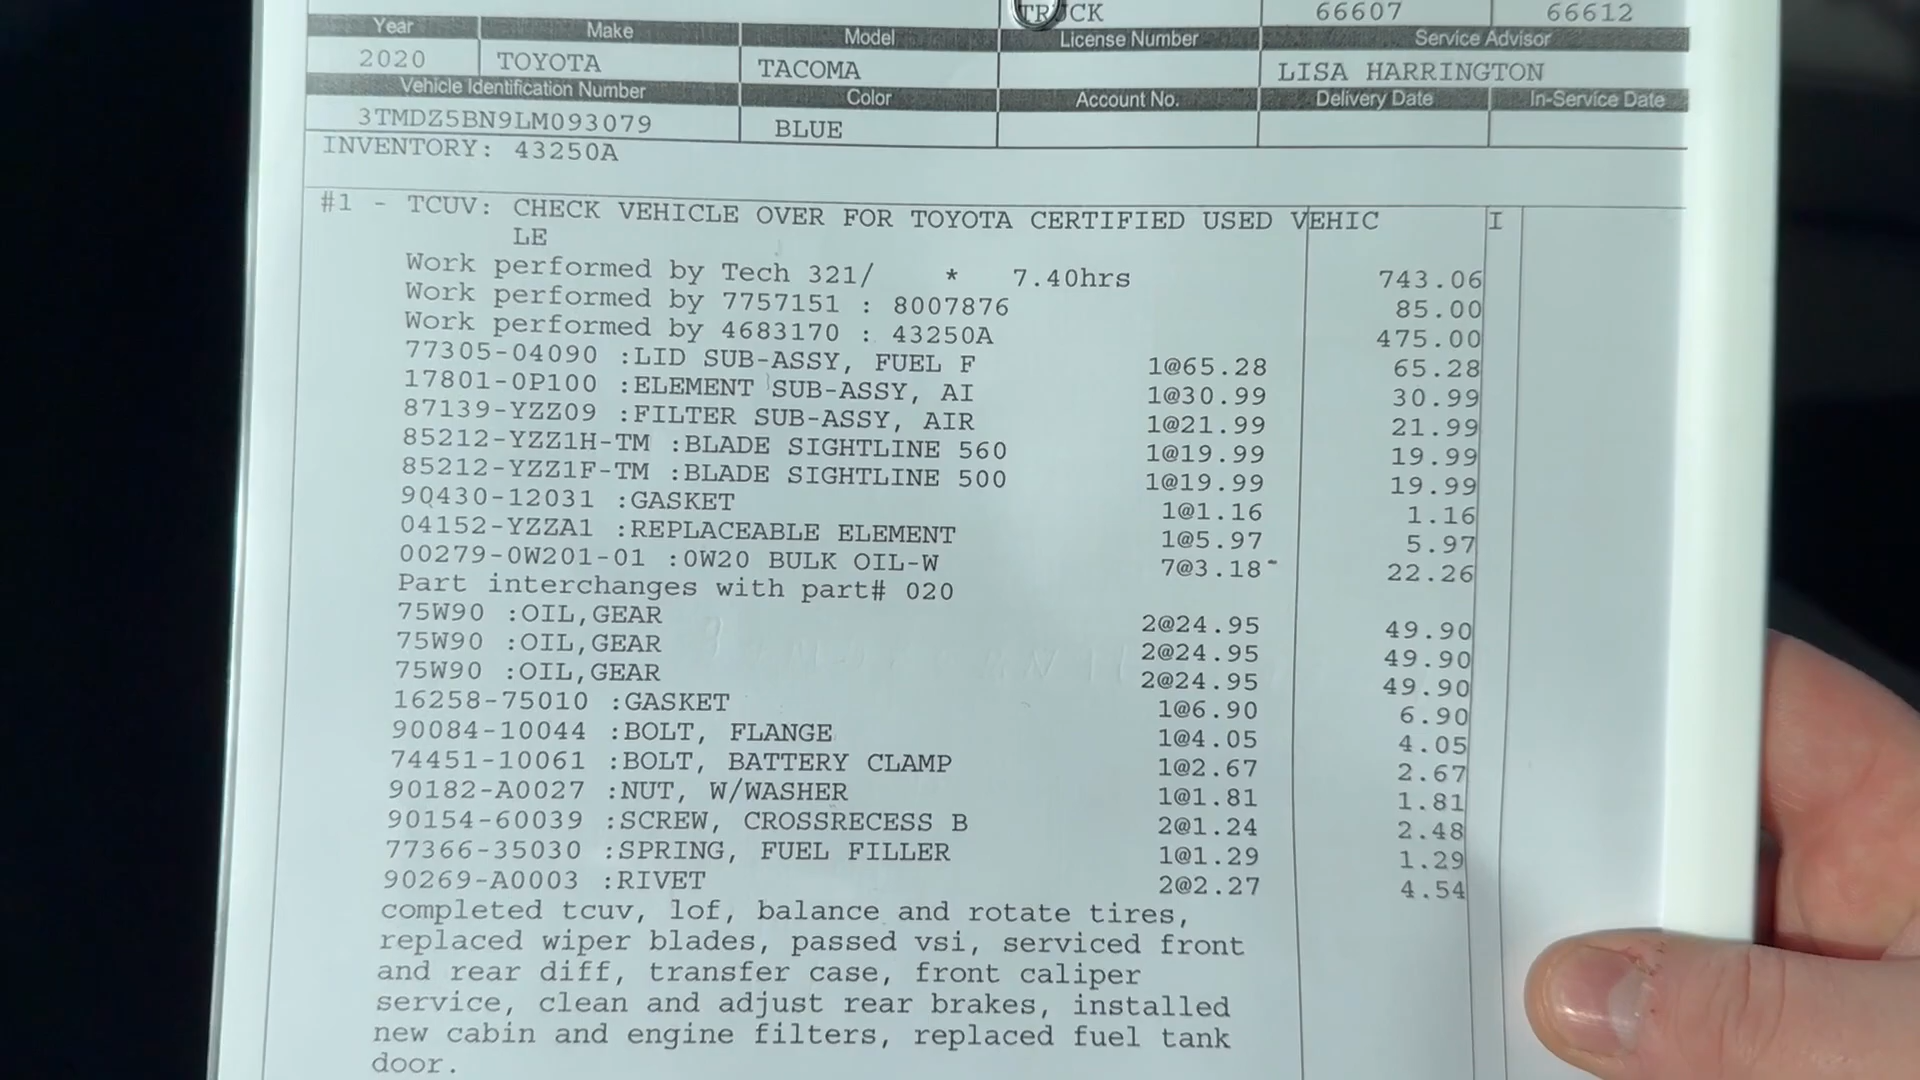 TRUCK 66607 66612
Year Make Model License Number Service Advisor
2020 TOYOTA TACOMA LISA HARRINGTON
Vehicle Identification Number Color Account No. Delivery Date In-Service Date
3TMDZ5BN9LM093079 BLUE
INVENTORY: 43250A
#1 - TCUV: CHECK VEHICLE OVER FOR TOYOTA CERTIFIED USED VEHIC I
LE
Work performed by Tech 321/ * 7.40hrs 743.06
Work performed by 7757151 : 8007876 85.00
Work performed by 4683170 : 43250A 475.00
77305-04090 :LID SUB-ASSY, FUEL F 1@65.28 65.28
17801-0P100 :ELEMENT SUB-ASSY, AI 1@30.99 30.99
87139-YZZ09 :FILTER SUB-ASSY, AIR 1@21.99 21.99
85212-YZZ1H-TM :BLADE SIGHTLINE 560 1@19.99 19.99
85212-YZZ1F-TM :BLADE SIGHTLINE 500 1@19.99 19.99
90430-12031 :GASKET 1@1.16 1.16
04152-YZZA1 :REPLACEABLE ELEMENT 1@5.97 5.97
00279-0W201-01 :0W20 BULK OIL-W 7@3.18 22.26
Part interchanges with part# 020
75W90 :OIL,GEAR 2@24.95 49.90
75W90 :OIL,GEAR 2@24.95 49.90
75W90 :OIL,GEAR 2@24.95 49.90
16258-75010 :GASKET 1@6.90 6.90
90084-10044 :BOLT, FLANGE 1@4.05 4.05
74451-10061 :BOLT, BATTERY CLAMP 1@2.67 2.67
90182-A0027 :NUT, W/WASHER 1@1.81 1.81
90154-60039 :SCREW, CROSSRECESS B 2@1.24 2.48
77366-35030 :SPRING, FUEL FILLER 1@1.29 1.29
90269-A0003 :RIVET 2@2.27 4.54
completed tcuv, lof, balance and rotate tires,
replaced wiper blades, passed vsi, serviced front
and rear diff, transfer case, front caliper
service, clean and adjust rear brakes, installed
new cabin and engine filters, replaced fuel tank
door.